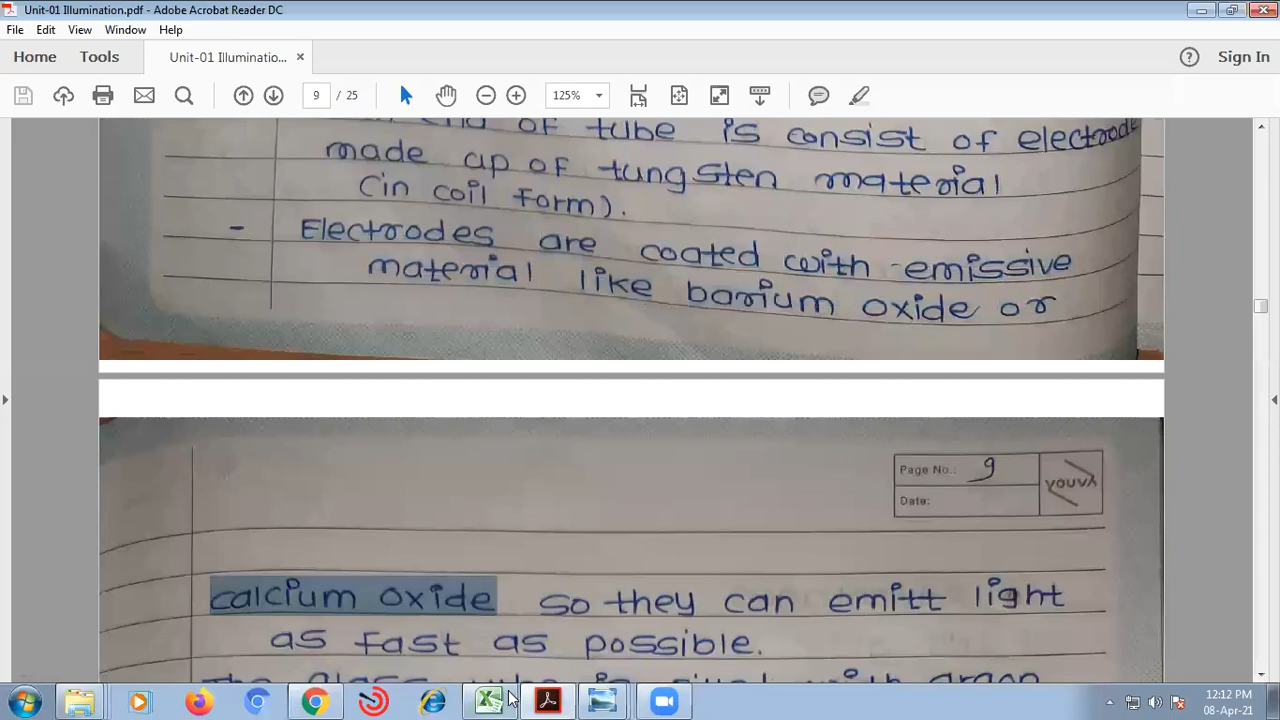 Unit-01 Illumination.pdf - Adobe Acrobat Reader DC
File Edit View Window Help
Home Tools Unit-01 Illuminatio... × Sign In
9 / 25 125%
end of tube is consist of electrode
made up of tungsten material
(in coil form).
- Electrodes are coated with emissive
material like barium oxide or
Page No.: 9
Date:
YOUVA
calcium oxide so they can emitt light
as fast as possible.
12:12 PM
08-Apr-21